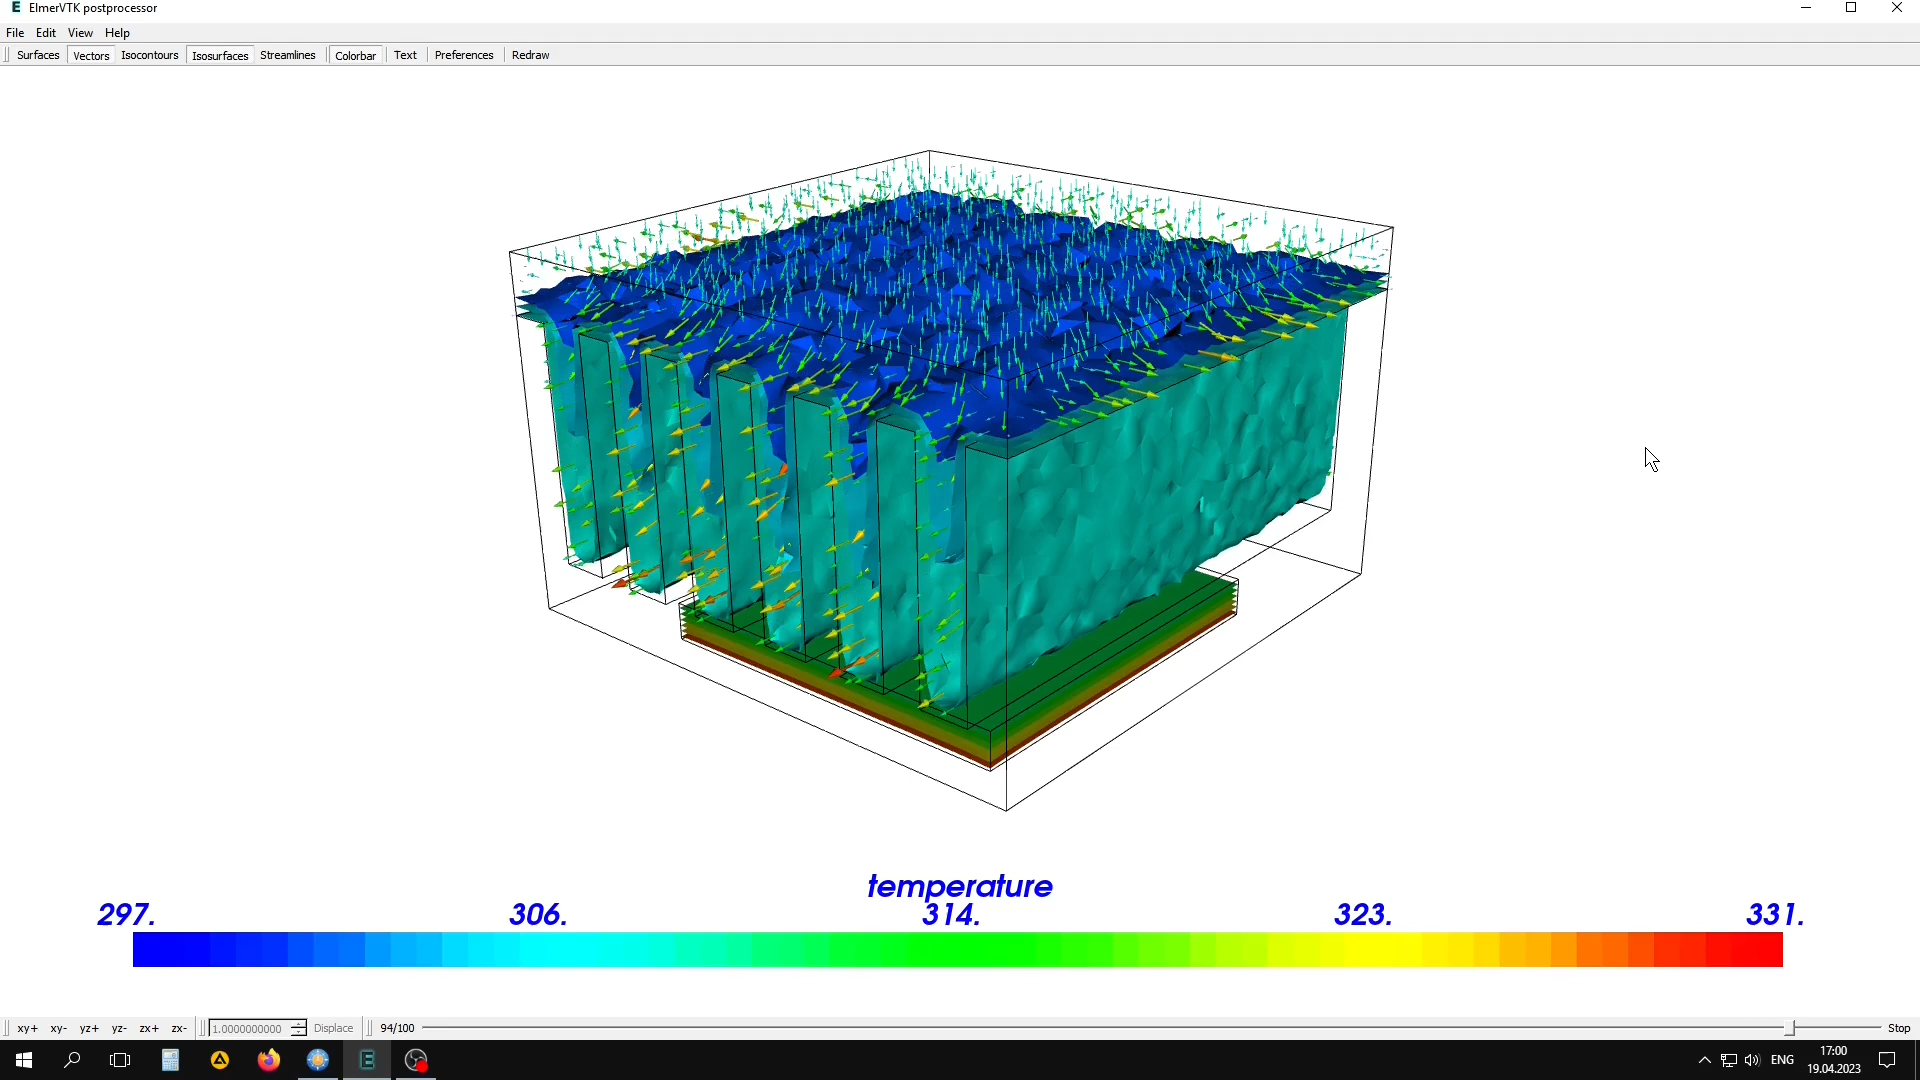 E ElmerVTK postprocessor
File Edit View Help
Surfaces Vectors Isocontours Isosurfaces Streamlines Colorbar Text Preferences Redraw
temperature
297. 306. 314. 323. 331.
xy+ xy- yz+ yz- zx+ zx- 1.0000000000 Displace 94/100 Stop
E ENG 17:00
19.04.2023